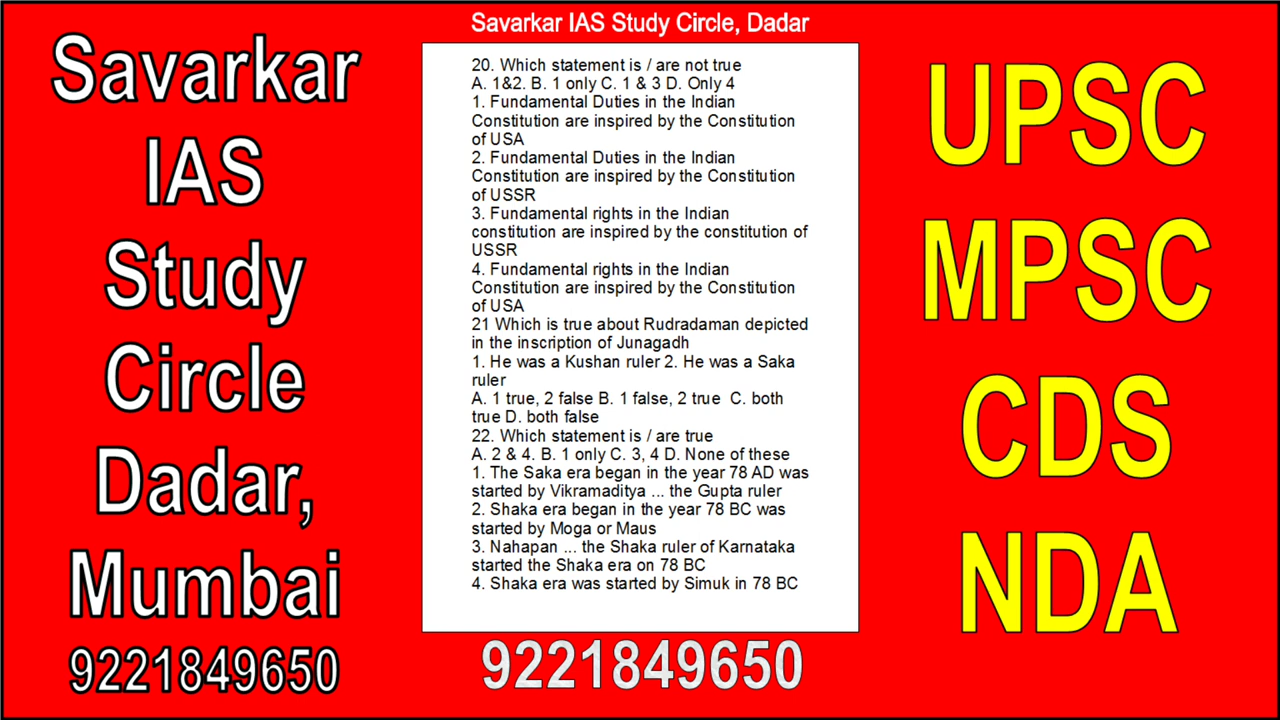 Savarkar
IAS
Study
Circle
Dadar,
Mumbai
9221849650
Savarkar IAS Study Circle, Dadar
20. Which statement is / are not true
A. 1&2. B. 1 only C. 1 & 3 D. Only 4
1. Fundamental Duties in the Indian
Constitution are inspired by the Constitution
of USA
2. Fundamental Duties in the Indian
Constitution are inspired by the Constitution
of USSR
3. Fundamental rights in the Indian
constitution are inspired by the constitution of
USSR
4. Fundamental rights in the Indian
Constitution are inspired by the Constitution
of USA
21 Which is true about Rudradaman depicted
in the inscription of Junagadh
1. He was a Kushan ruler 2. He was a Saka
ruler
A. 1 true, 2 false B. 1 false, 2 true C. both
true D. both false
22. Which statement is / are true
A. 2 & 4. B. 1 only C. 3, 4 D. None of these
1. The Saka era began in the year 78 AD was
started by Vikramaditya ... the Gupta ruler
2. Shaka era began in the year 78 BC was
started by Moga or Maus
3. Nahapan ... the Shaka ruler of Karnataka
started the Shaka era on 78 BC
4. Shaka era was started by Simuk in 78 BC
9221849650
UPSC
MPSC
CDS
NDA